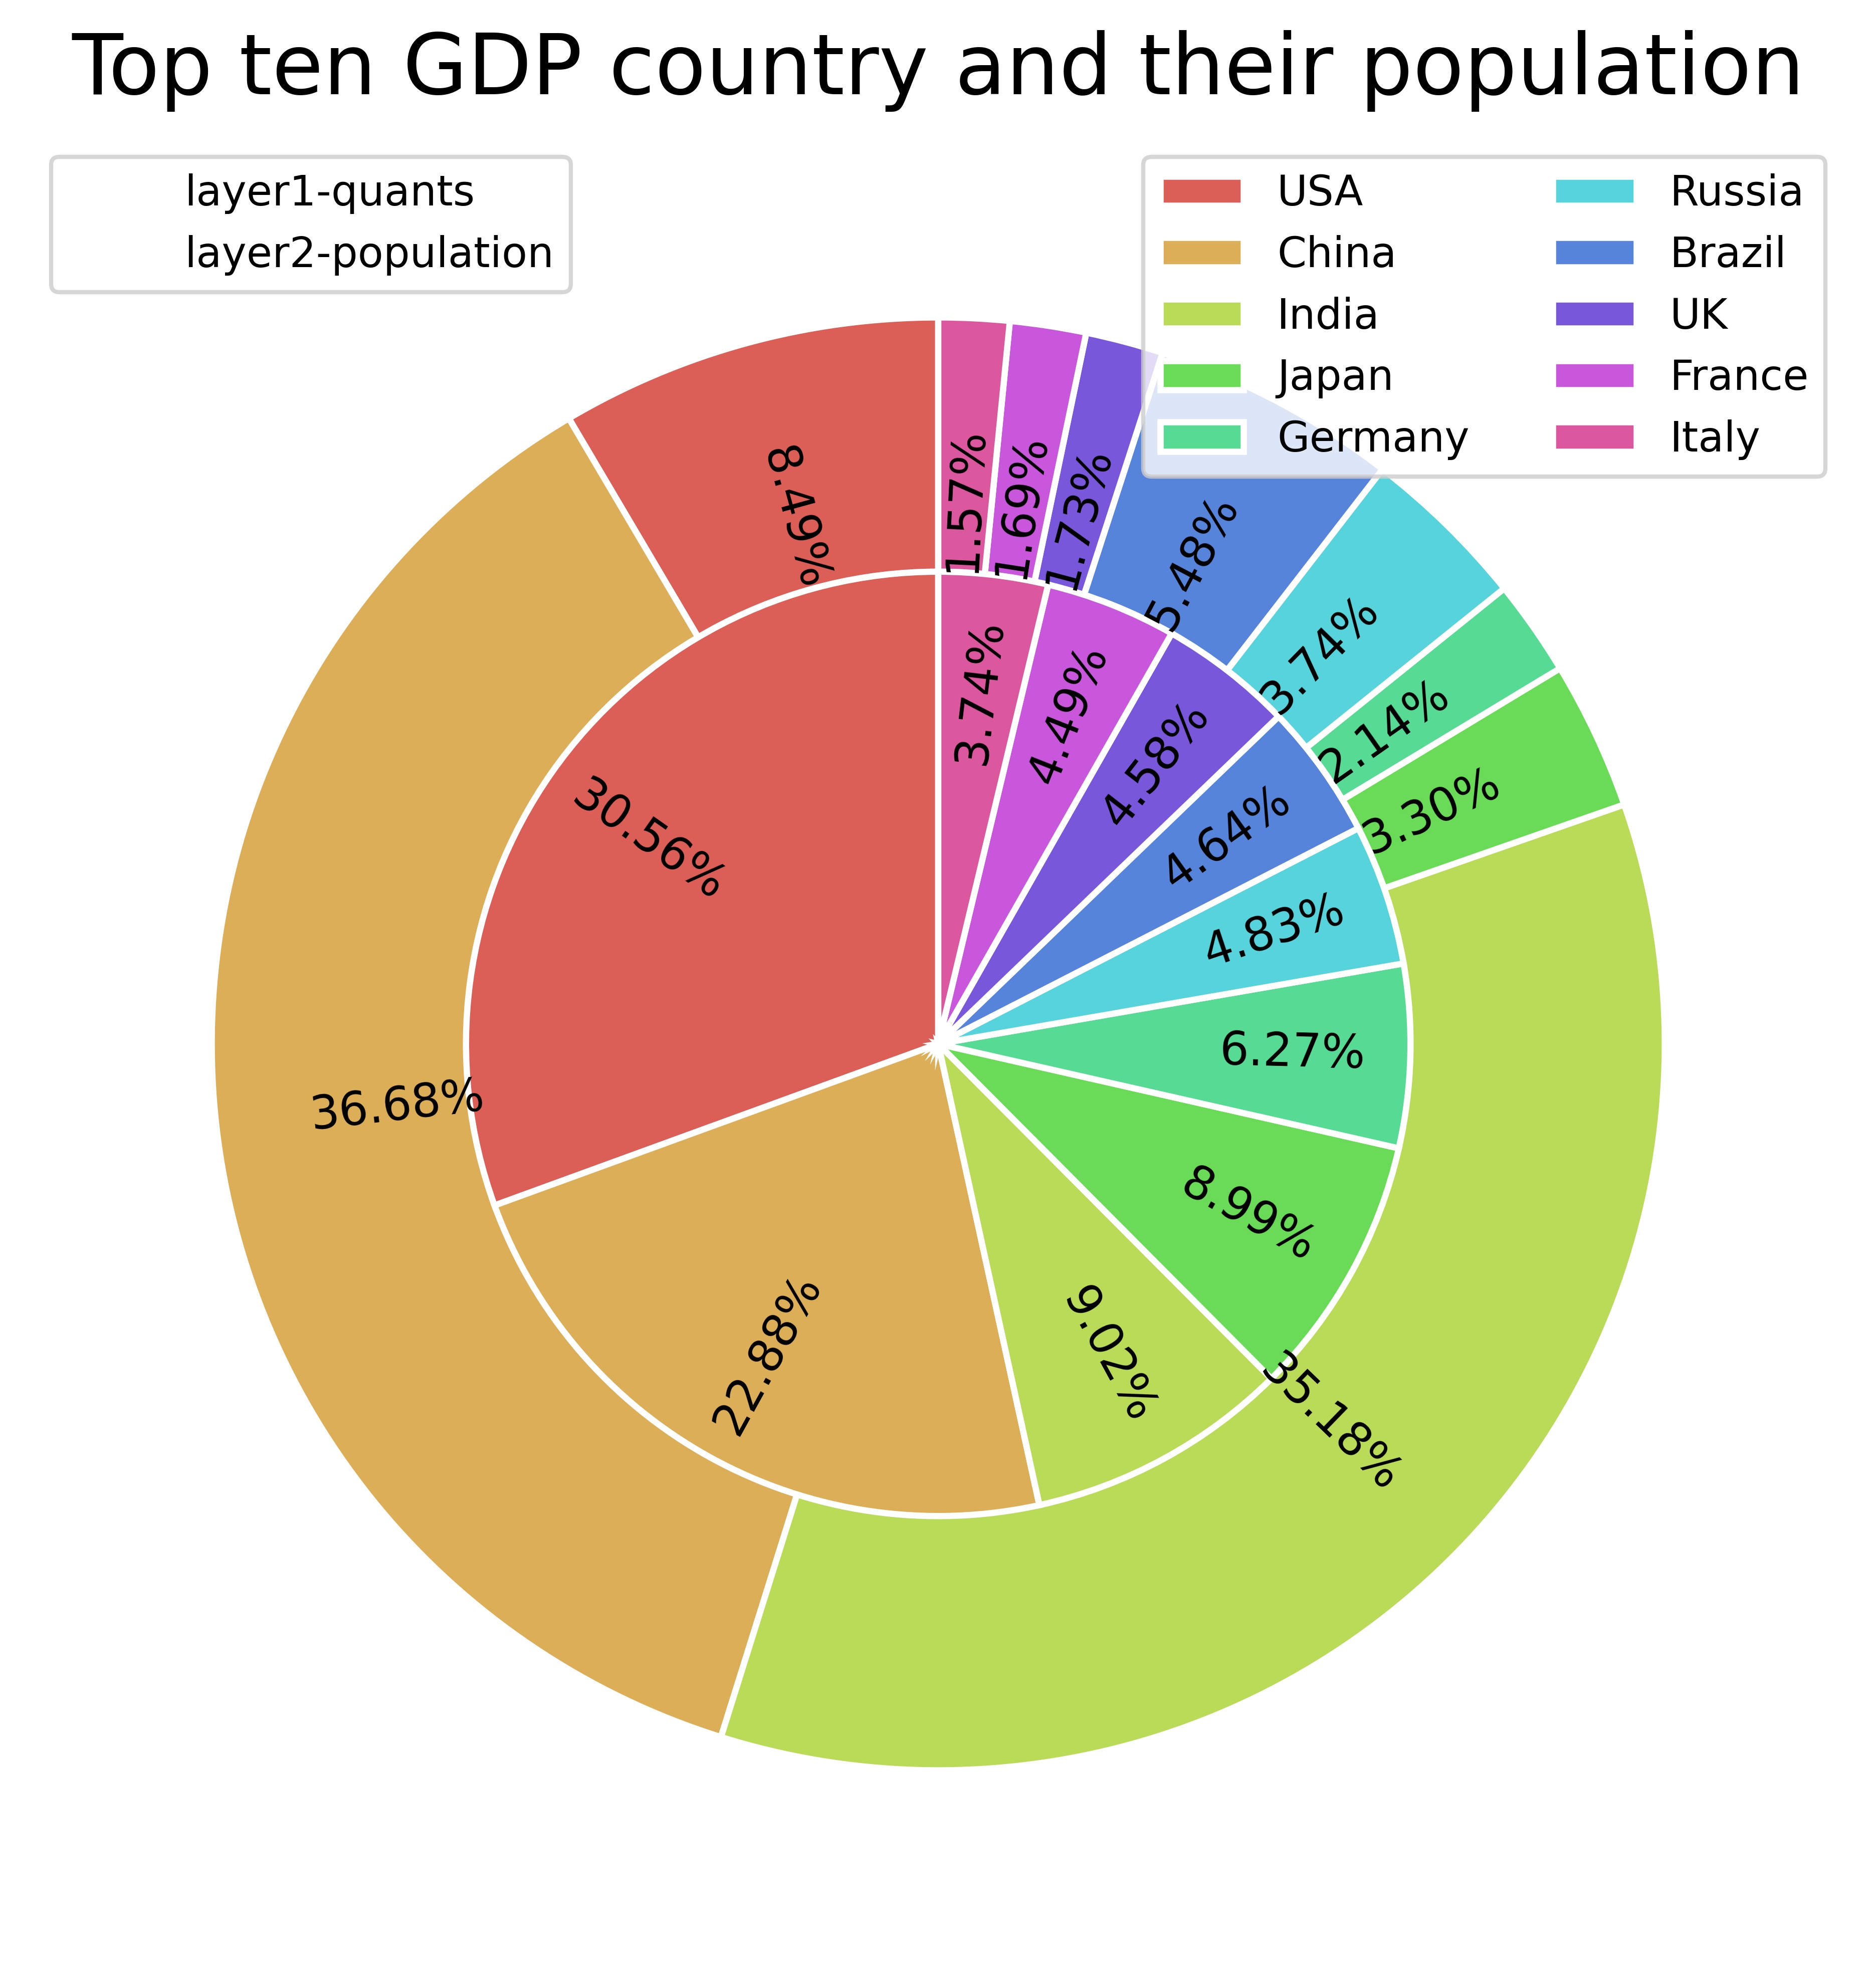 Top ten GDP country and their population
layer1-quants
layer2-population
USA
China
India
Japan
Germany
Russia
Brazil
UK
France
Italy
8.49%
1.57%
1.69%
1.73%
5.48%
3.74%
2.14%
3.30%
35.18%
36.68%
30.56%
3.74%
4.49%
4.58%
4.64%
4.83%
6.27%
8.99%
9.02%
22.88%